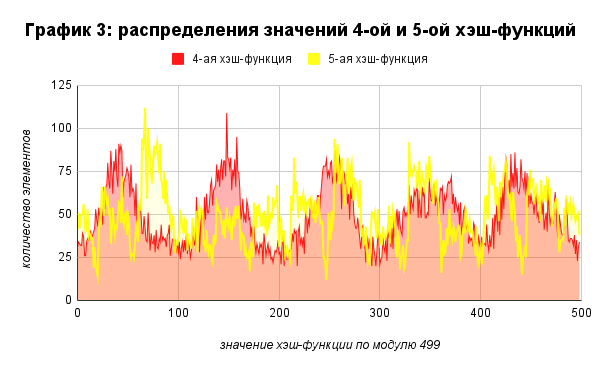 График 3: распределения значений 4-ой и 5-ой хэш-функций
4-ая хэш-функция 5-ая хэш-функция
125
100
75
50
25
0
количество элементов
0 100 200 300 400 500
значение хэш-функции по модулю 499